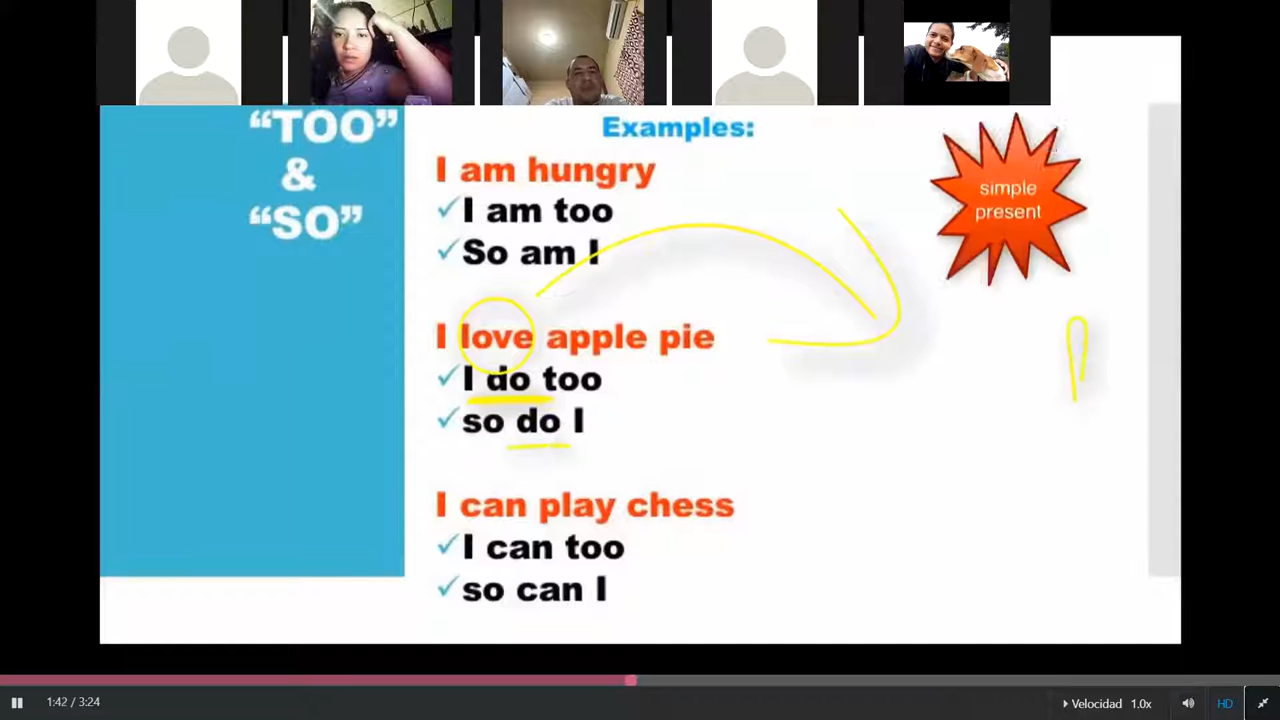 “TOO”
&
“SO”
Examples:
I am hungry
✓I am too
✓So am I
I love apple pie
✓I do too
✓so do I
I can play chess
✓I can too
✓so can I
simple
present
1:42 / 3:24
Velocidad 1.0x
HD